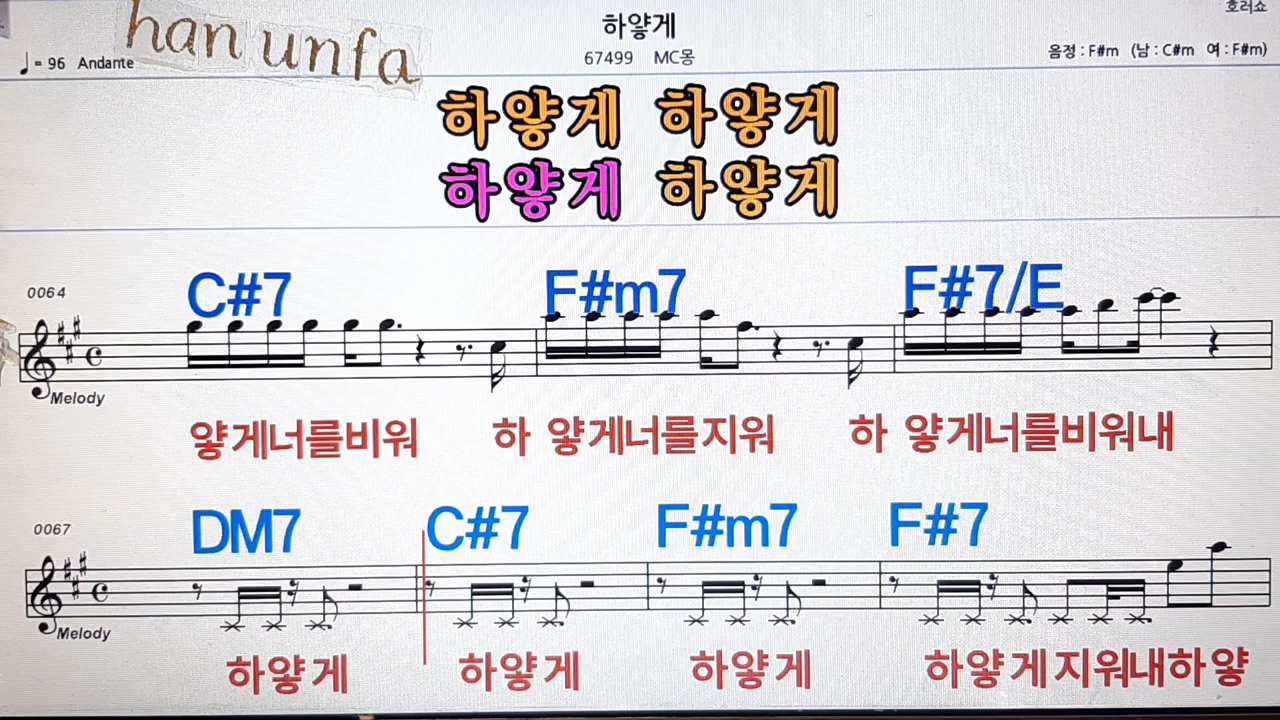 han unfa
하얗게
호러쇼
♩= 96 Andante
67499 MC몽
음정 : F#m (남 : C#m 여 : F#m)
하얗게 하얗게
하얗게 하얗게
C#7 F#m7 F#7/E
0064
Melody
얗게너를비워 하 얗게너를지워 하 얗게너를비워내
DM7 C#7 F#m7 F#7
0067
Melody
하얗게 하얗게 하얗게 하얗게지워내하얗